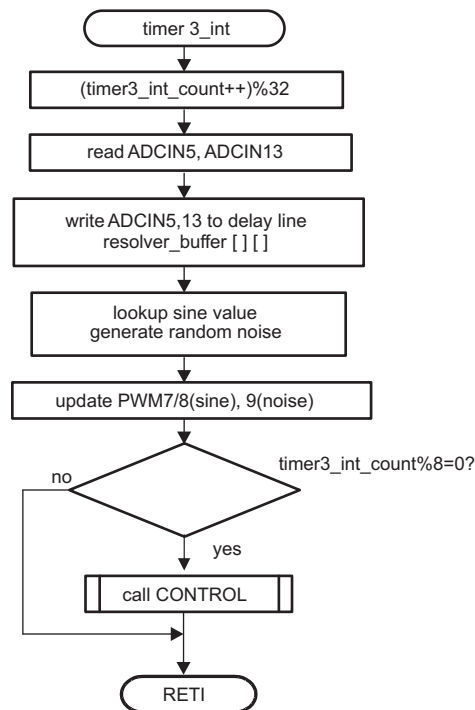 timer 3_int
(timer3_int_count++)%32
read ADCIN5, ADCIN13
write ADCIN5,13 to delay line
resolver_buffer [ ] [ ]
lookup sine value
generate random noise
update PWM7/8(sine), 9(noise)
timer3_int_count%8=0?
no
yes
call CONTROL
RETI